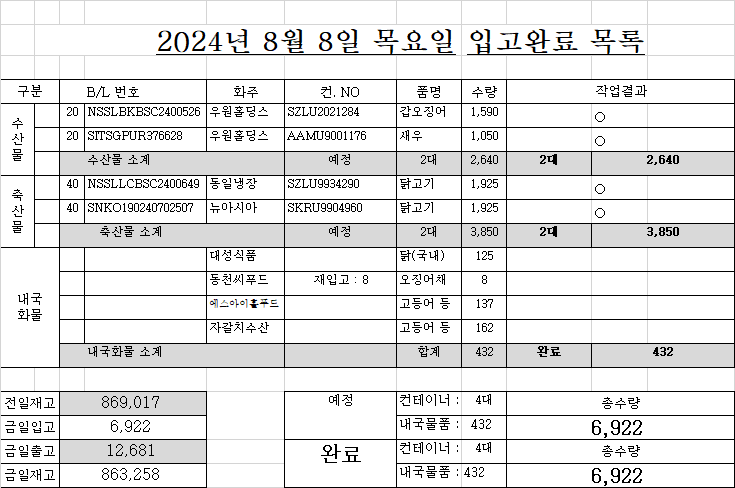 2024년 8월 8일 목요일 입고완료 목록
구분 B/L 번호 화주 컨. NO 품명 수량 작업결과
수산물
20 NSSLBKBSC2400526 우원홀딩스 SZLU2021284 갑오징어 1,590 ○
20 SITSGPUR376628 우원홀딩스 AAMU9001176 새우 1,050 ○
수산물 소계 예정 2대 2,640 2대 2,640
축산물
40 NSSLLCBSC2400649 동일냉장 SZLU9934290 닭고기 1,925 ○
40 SNKO190240702507 뉴아시아 SKRU9904960 닭고기 1,925 ○
축산물 소계 예정 2대 3,850 2대 3,850
내국화물
대성식품 닭(국내) 125
동천씨푸드 재입고 : 8 오징어채 8
에스아이홀푸드 고등어 등 137
자갈치수산 고등어 등 162
내국화물 소계 합계 432 완료 432
전일재고 869,017 예정 컨테이너 : 4대 총수량
금일입고 6,922 내국물품 : 432 6,922
금일출고 12,681 완료 컨테이너 : 4대 총수량
금일재고 863,258 내국물품 : 432 6,922